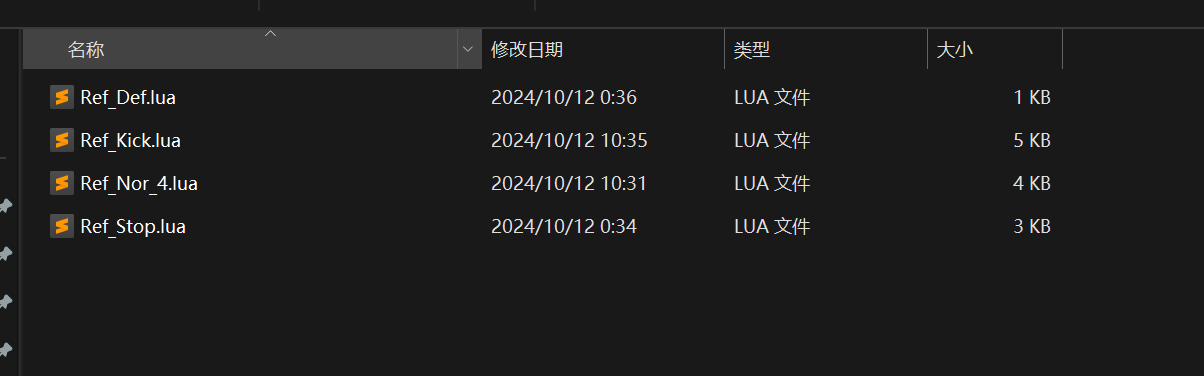 名称 修改日期 类型 大小
Ref_Def.lua 2024/10/12 0:36 LUA 文件 1 KB
Ref_Kick.lua 2024/10/12 10:35 LUA 文件 5 KB
Ref_Nor_4.lua 2024/10/12 10:31 LUA 文件 4 KB
Ref_Stop.lua 2024/10/12 0:34 LUA 文件 3 KB